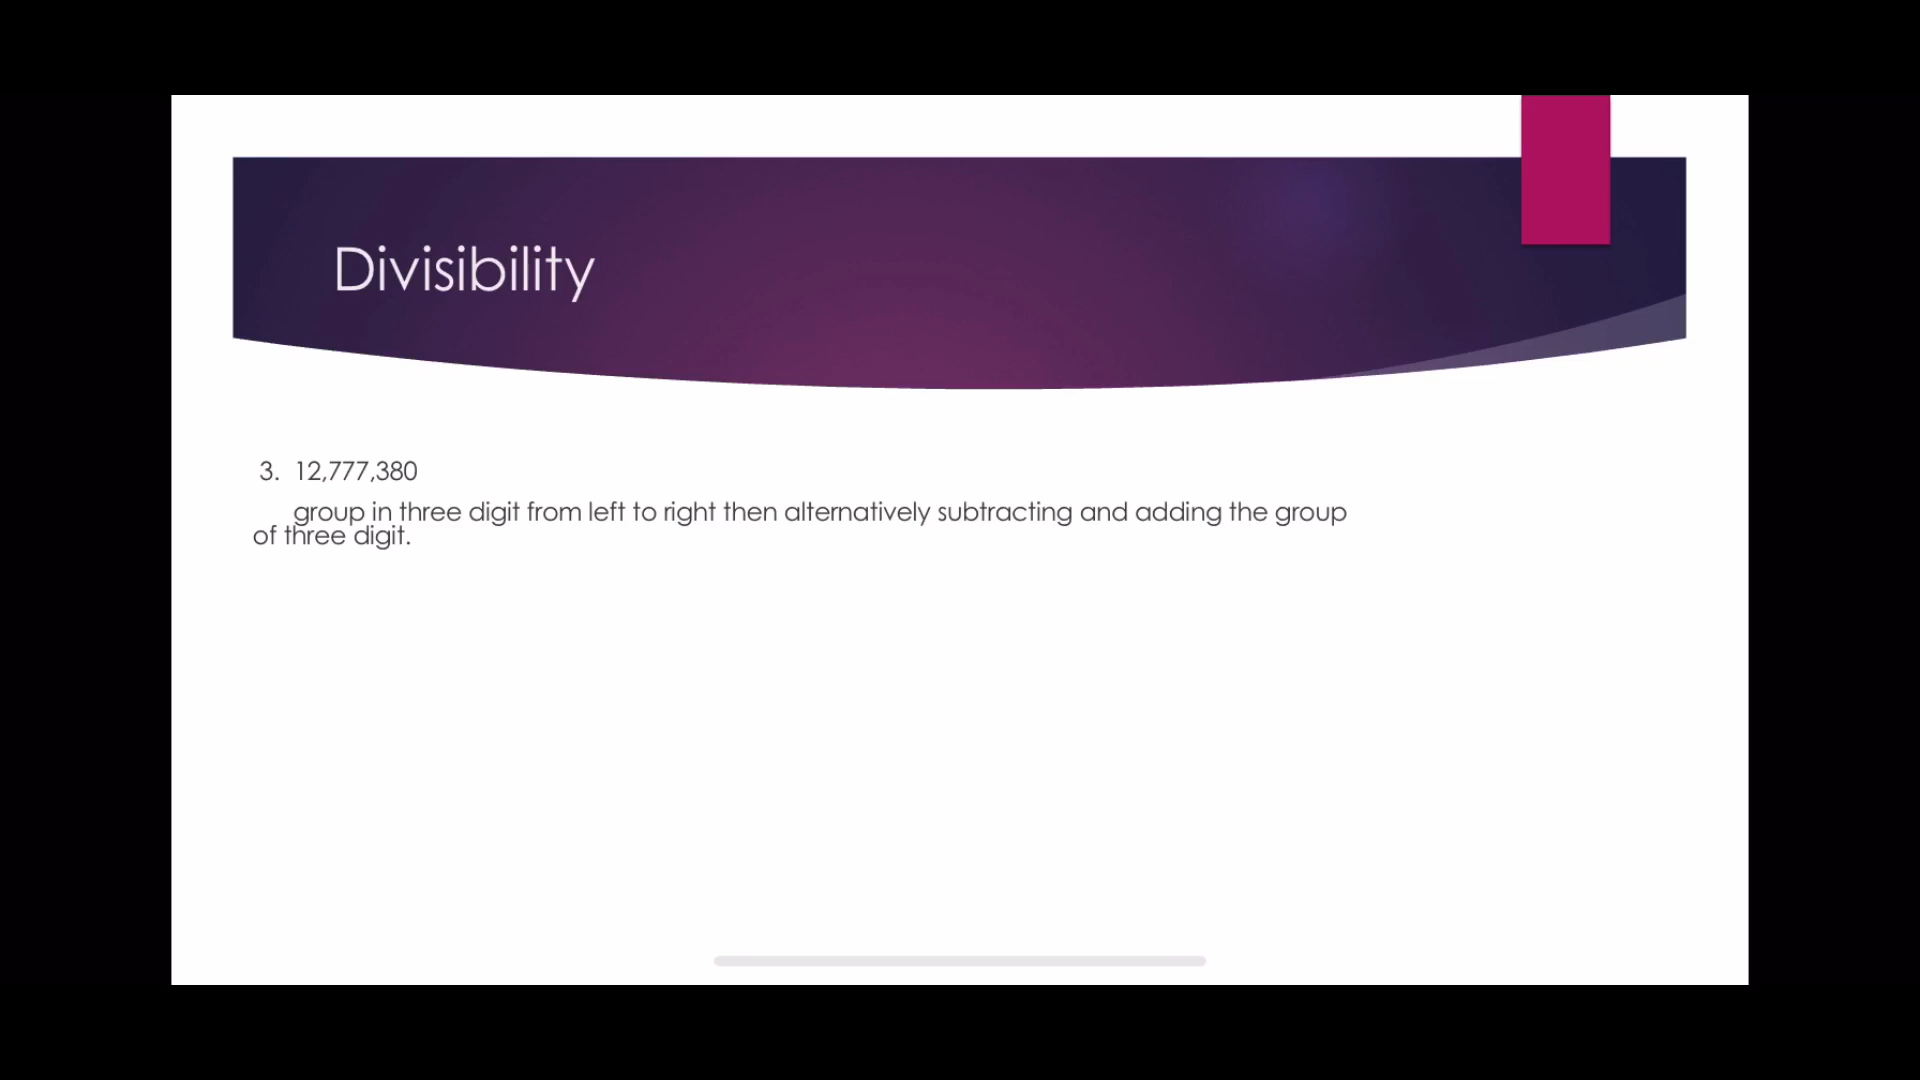 Divisibility
3. 12,777,380
group in three digit from left to right then alternatively subtracting and adding the group
of three digit.